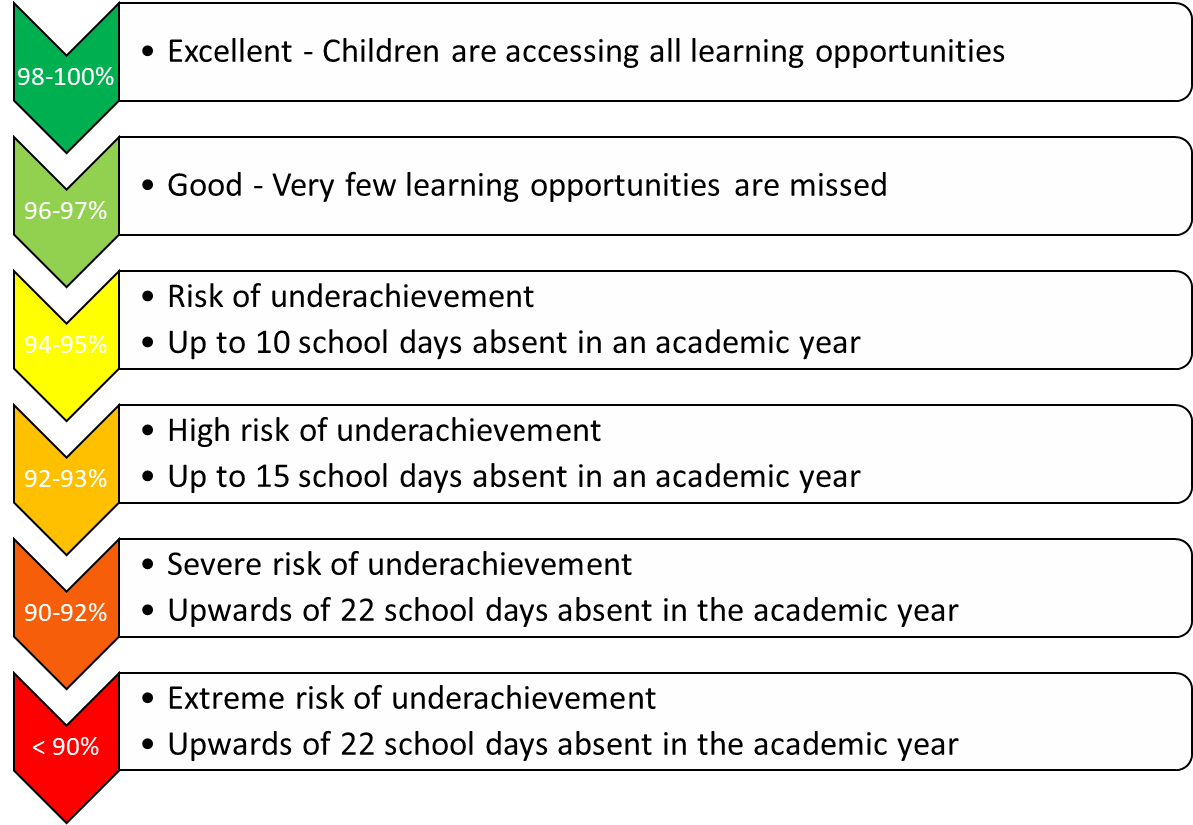 98-100%
• Excellent - Children are accessing all learning opportunities
96-97%
• Good - Very few learning opportunities are missed
94-95%
• Risk of underachievement
• Up to 10 school days absent in an academic year
92-93%
• High risk of underachievement
• Up to 15 school days absent in an academic year
90-92%
• Severe risk of underachievement
• Upwards of 22 school days absent in the academic year
< 90%
• Extreme risk of underachievement
• Upwards of 22 school days absent in the academic year